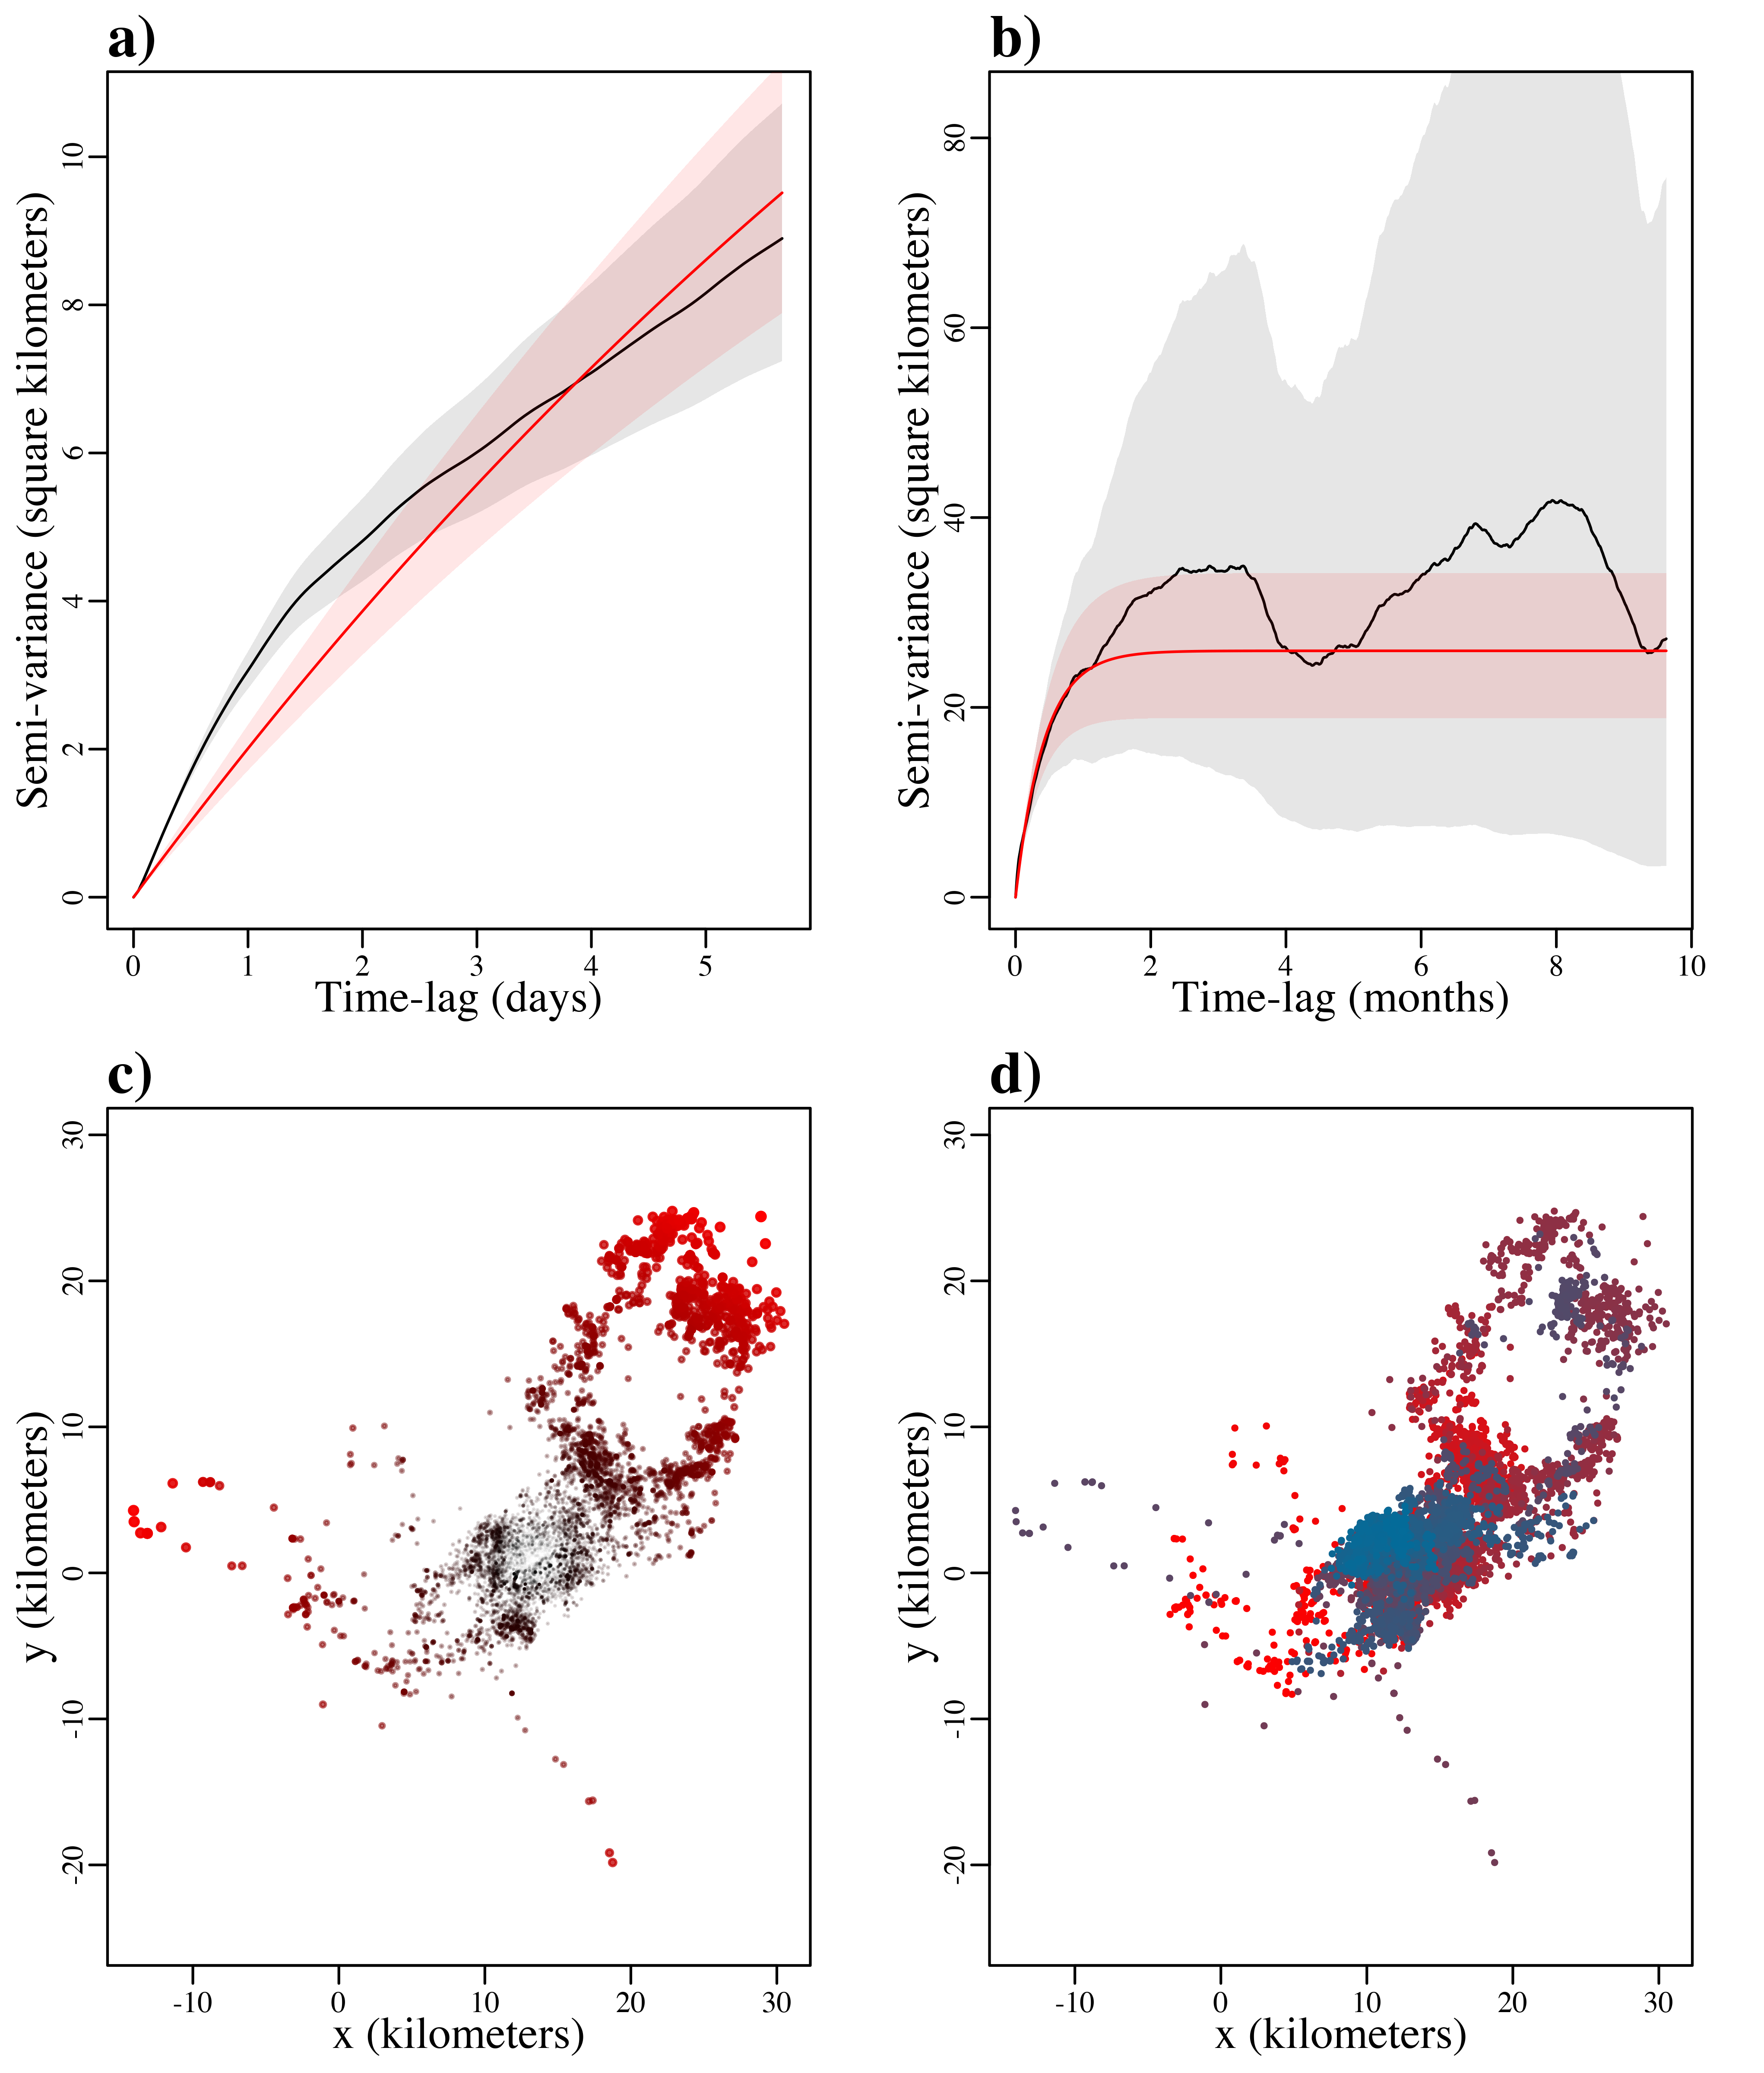 a)
Semi-variance (square kilometers)
10
8
6
4
2
0
0 1 2 3 4 5
Time-lag (days)
b)
Semi-variance (square kilometers)
80
60
40
20
0
0 2 4 6 8 10
Time-lag (months)
c)
y (kilometers)
30
20
10
0
-10
-20
-10 0 10 20 30
x (kilometers)
d)
y (kilometers)
30
20
10
0
-10
-20
-10 0 10 20 30
x (kilometers)